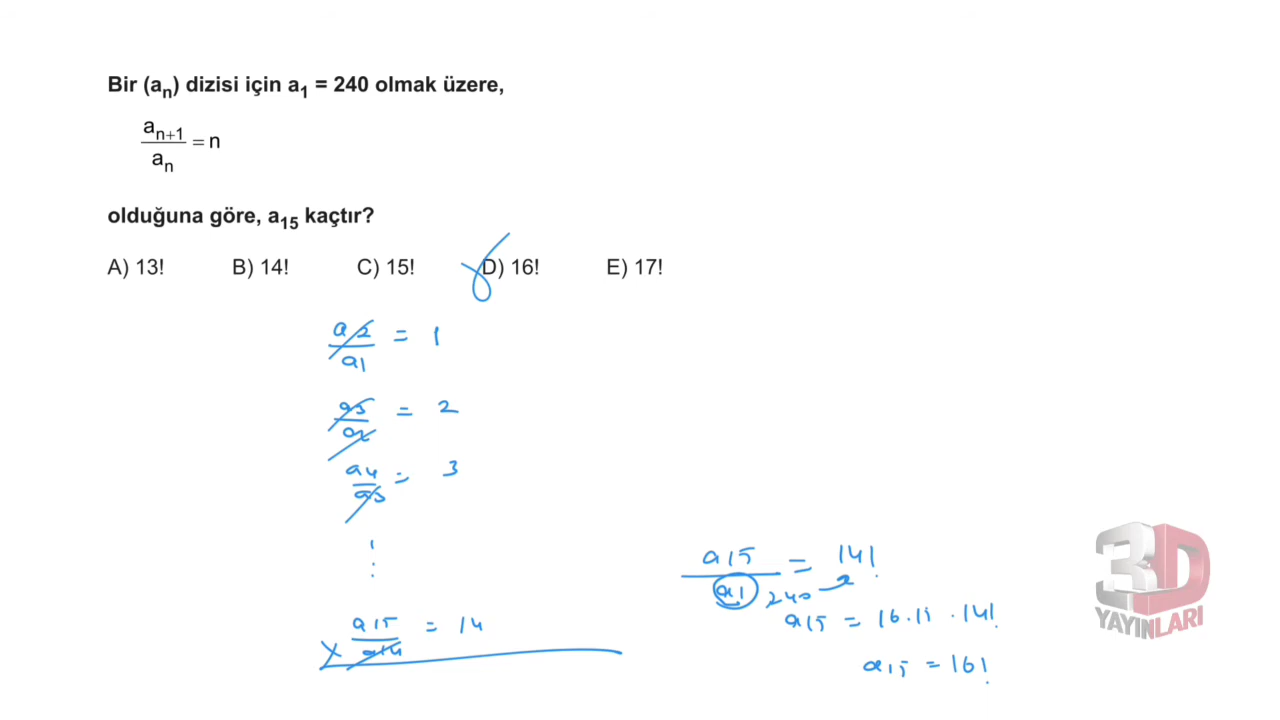 Bir (aₙ) dizisi için a₁ = 240 olmak üzere,
aₙ₊₁/aₙ = n
olduğuna göre, a₁₅ kaçtır?
A) 13! B) 14! C) 15! D) 16! E) 17!
a2/a1 = 1
a3/a2 = 2
a4/a3 = 3
⋮
a15/a14 = 14
x
a15/a1 = 14!
240
a15 = 16.15.14!
a15 = 16!
3D
YAYINLARI